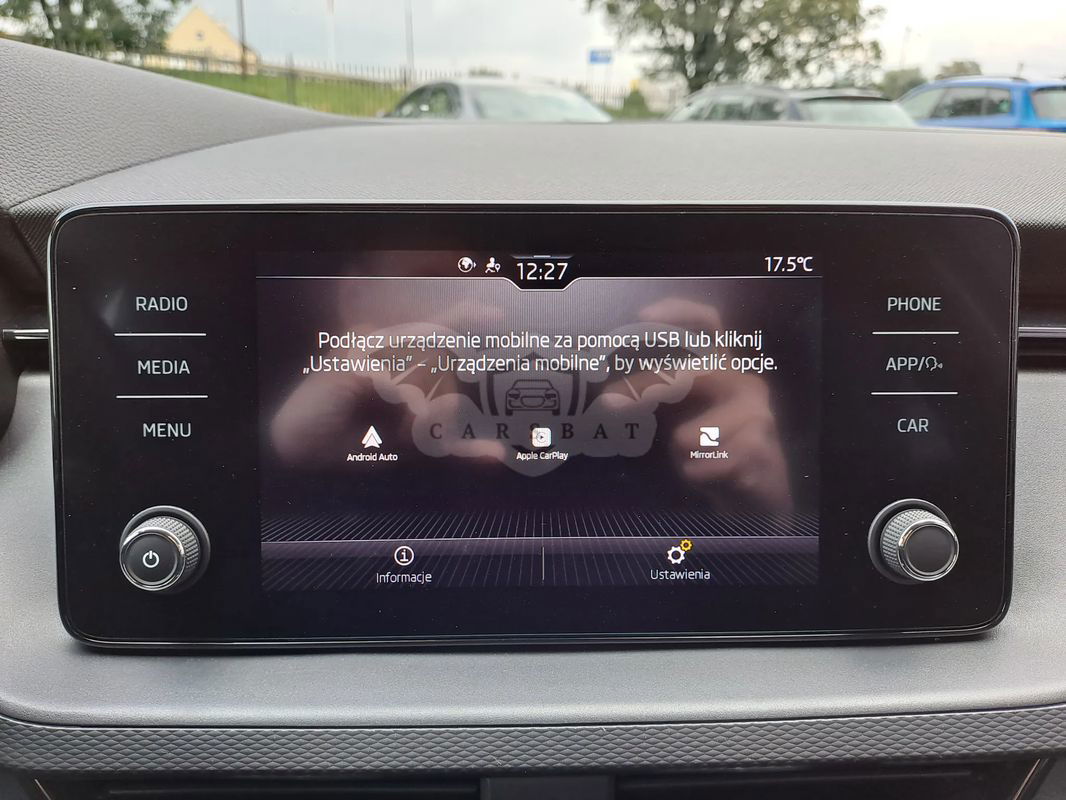 12:27
17.5°C
RADIO
MEDIA
MENU
PHONE
APP/
CAR
Podłącz urządzenie mobilne za pomocą USB lub kliknij
„Ustawienia” – „Urządzenia mobilne”, by wyświetlić opcje.
CARSBAT
Android Auto
Apple CarPlay
MirrorLink
Informacje
Ustawienia